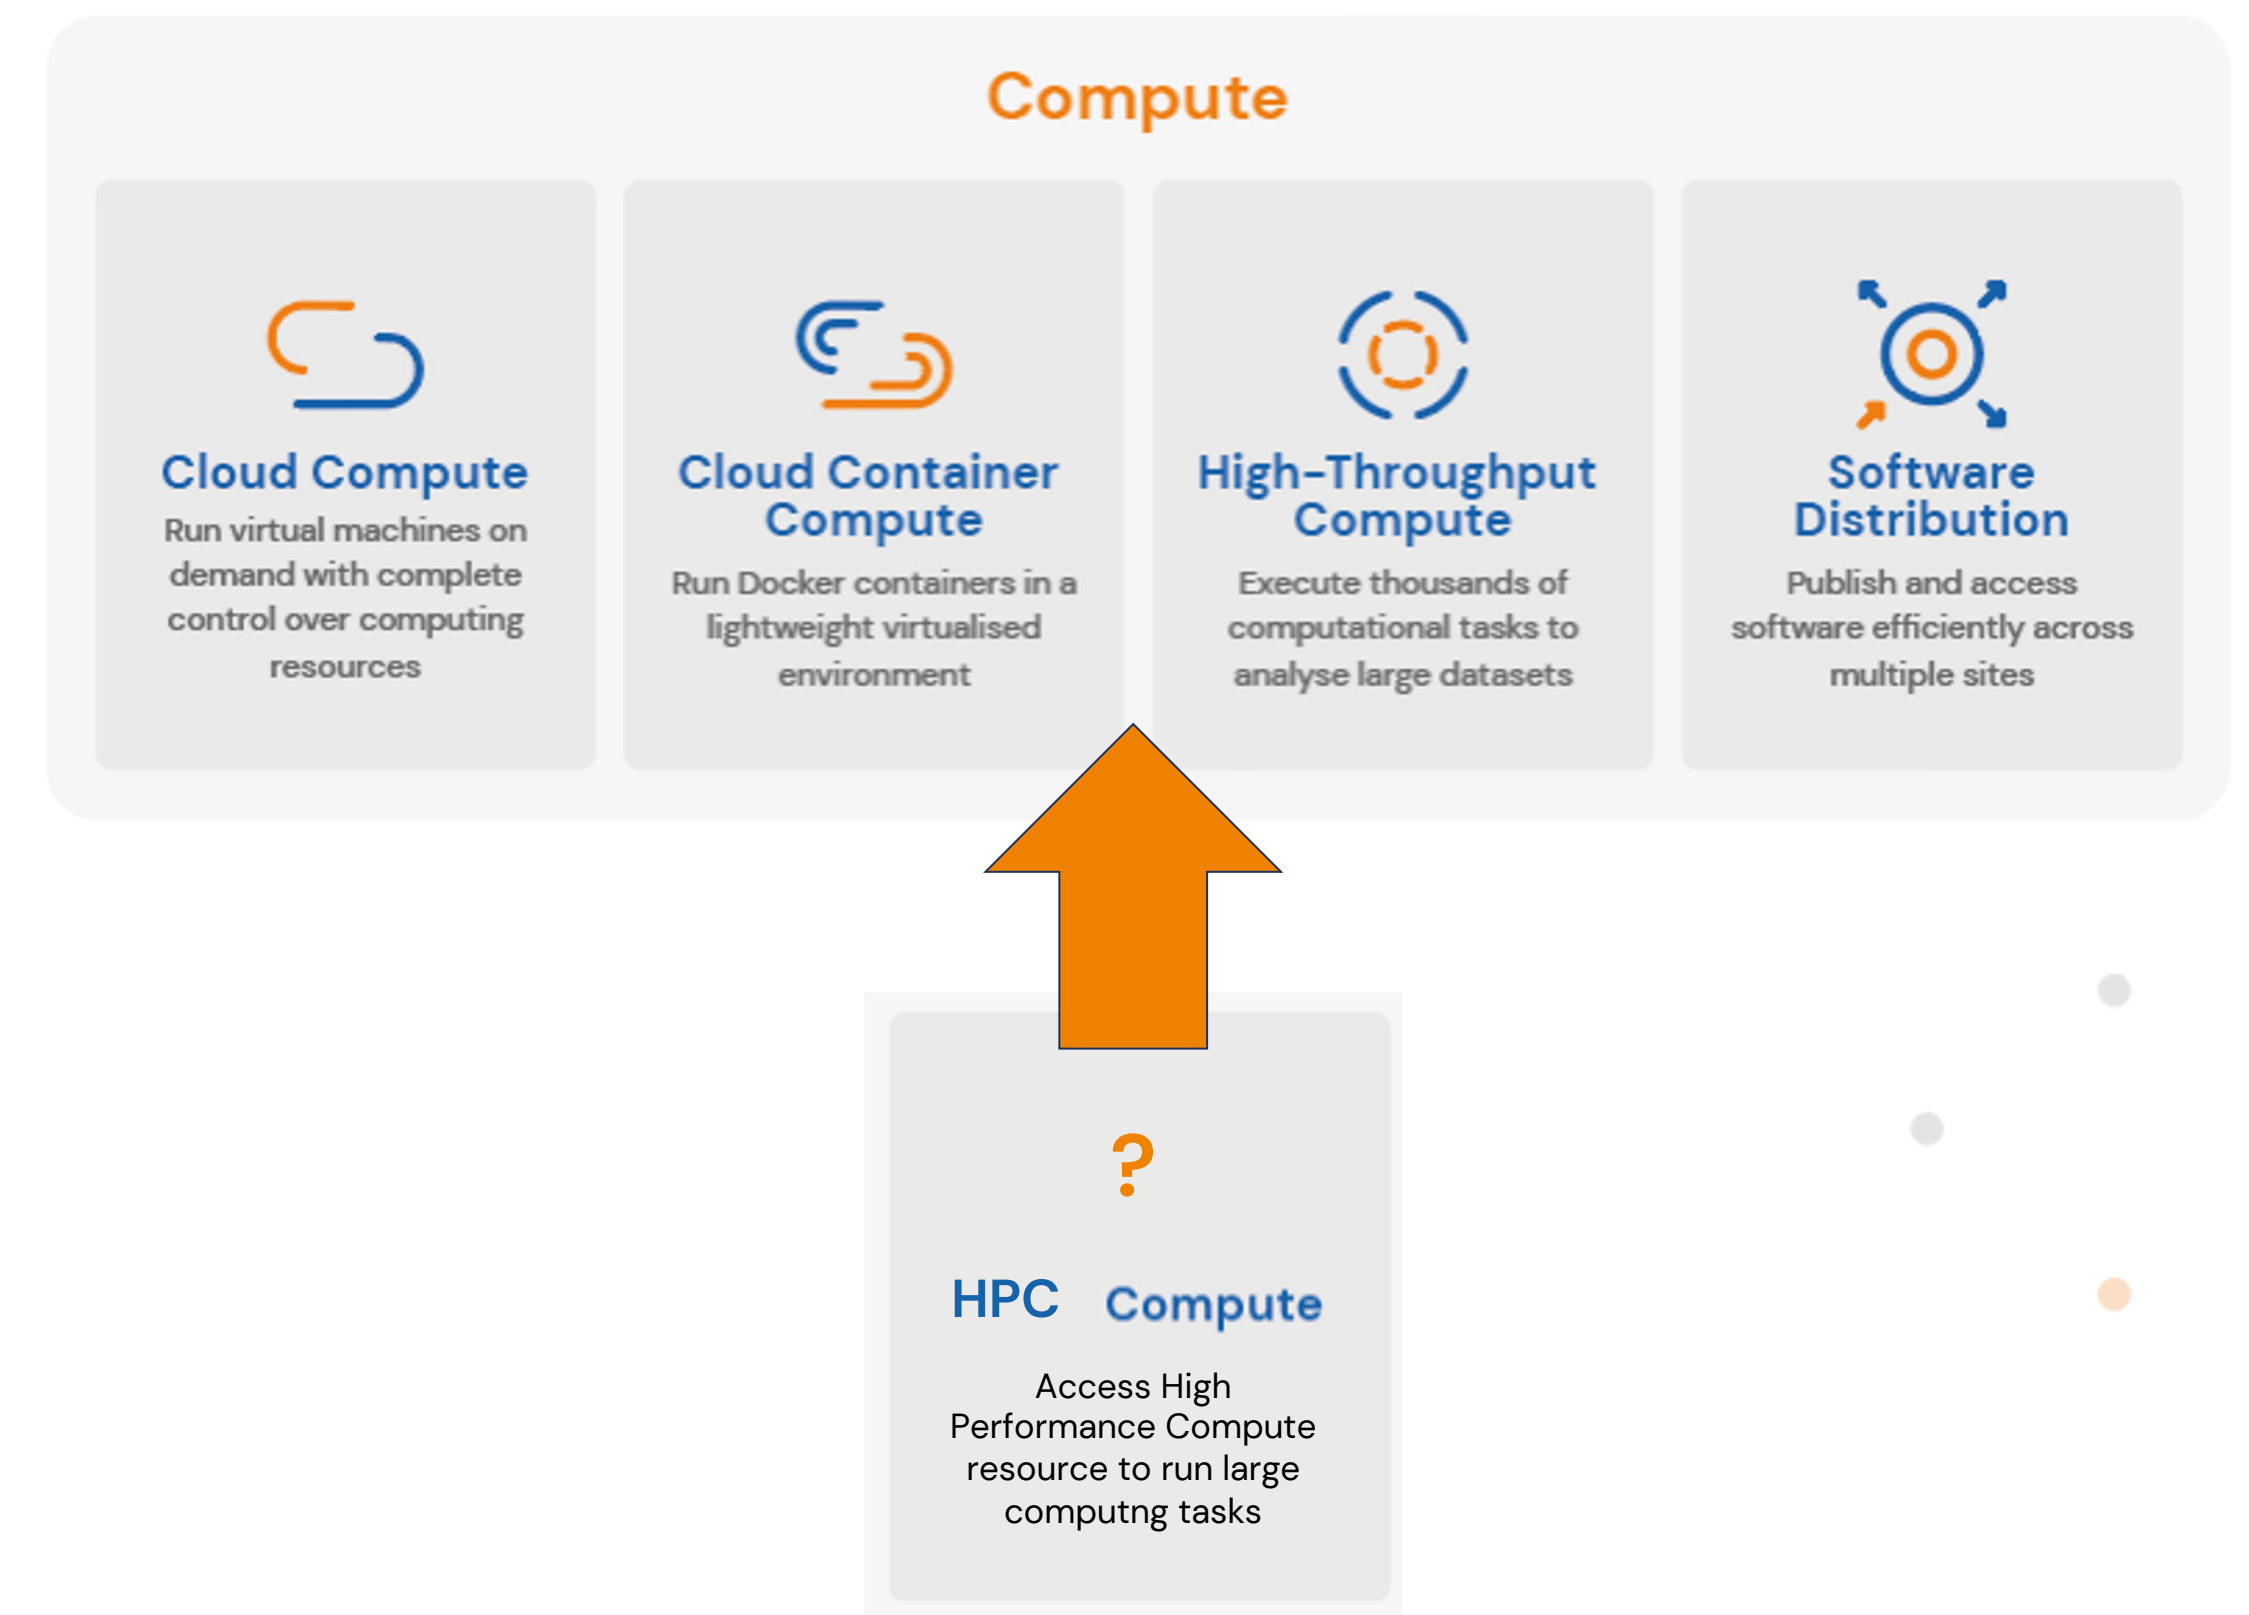 Compute
Cloud Compute
Run virtual machines on
demand with complete
control over computing
resources
Cloud Container
Compute
Run Docker containers in a
lightweight virtualised
environment
High-Throughput
Compute
Execute thousands of
computational tasks to
analyse large datasets
Software
Distribution
Publish and access
software efficiently across
multiple sites
?
HPC Compute
Access High
Performance Compute
resource to run large
computng tasks